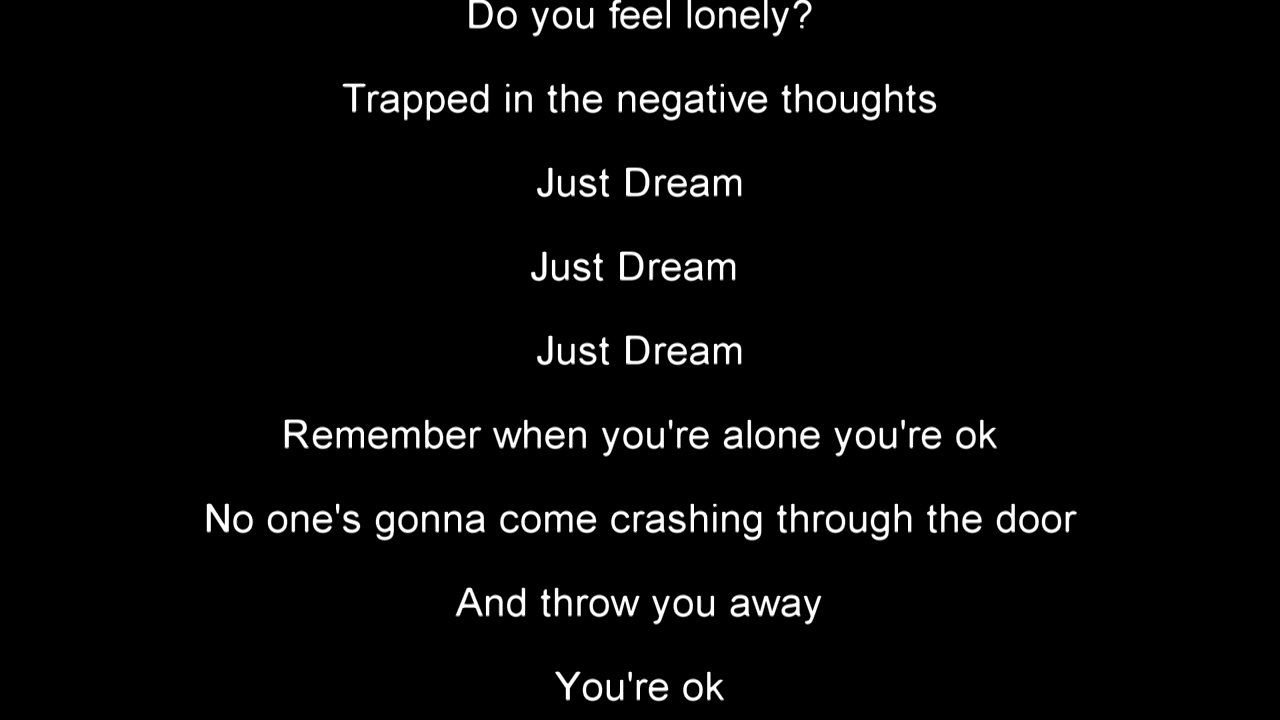 Do you feel lonely?
Trapped in the negative thoughts
Just Dream
Just Dream
Just Dream
Remember when you're alone you're ok
No one's gonna come crashing through the door
And throw you away
You're ok